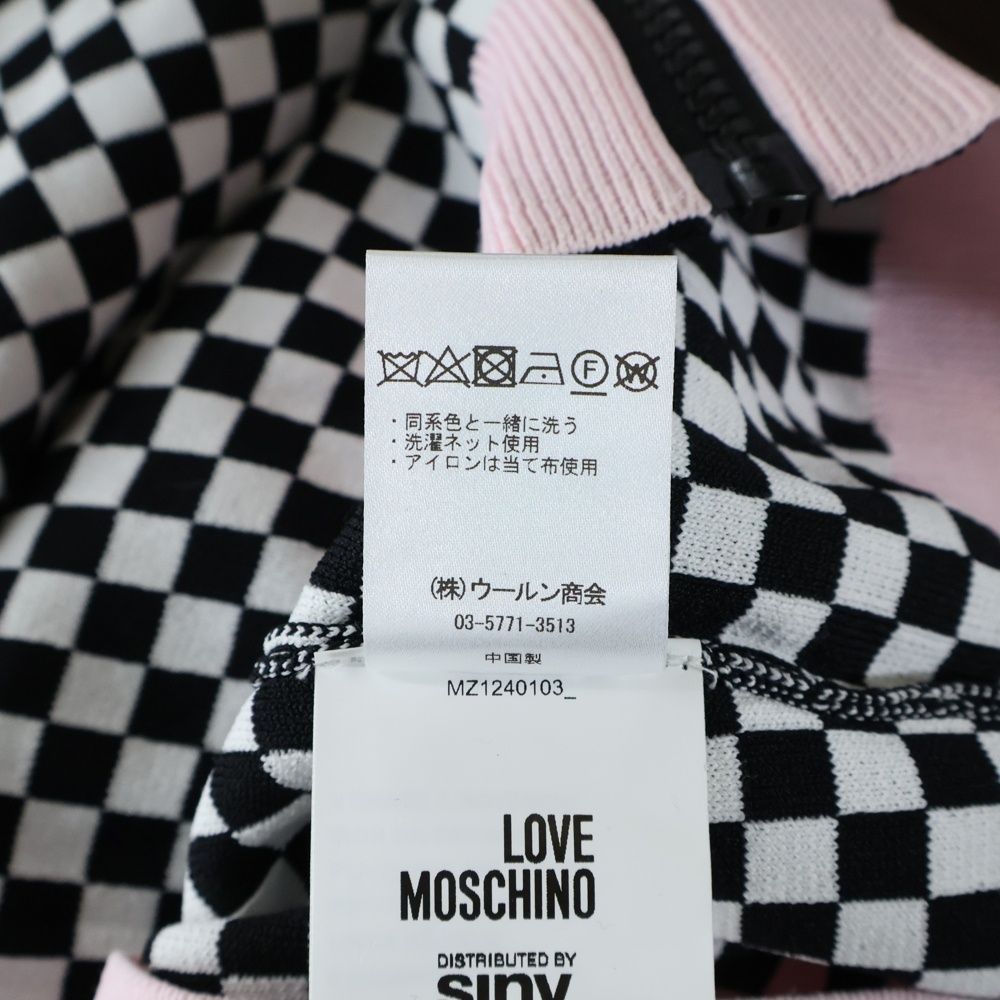 F W
・同系色と一緒に洗う
・洗濯ネット使用
・アイロンは当て布使用
(株)ウールン商会
03-5771-3513
中国製
MZ1240103_
LOVE
MOSCHINO
DISTRIBUTED BY